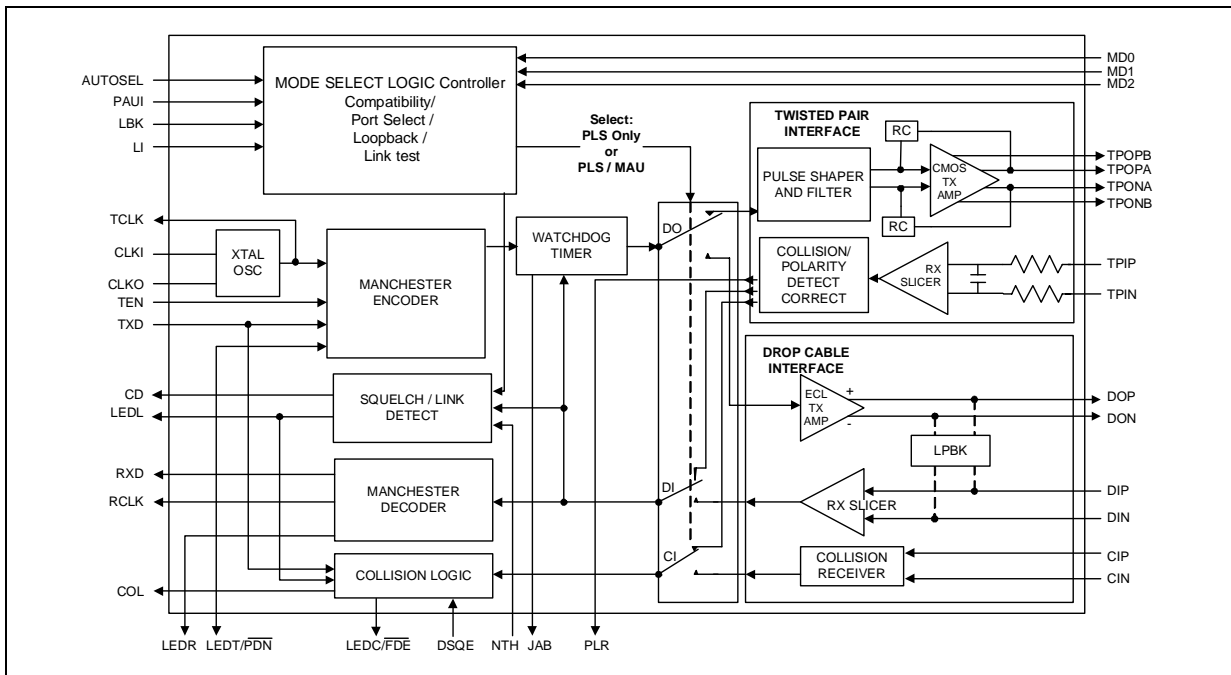 AUTOSEL
PAUI
LBK
LI
MODE SELECT LOGIC Controller
Compatibility/
Port Select /
Loopback /
Link test
MD0
MD1
MD2
Select:
PLS Only
or
PLS / MAU
TWISTED PAIR
INTERFACE
RC
PULSE SHAPER
AND FILTER
CMOS
TX
AMP
RC
TPOPB
TPOPA
TPONA
TPONB
TCLK
CLKI
CLKO
TEN
TXD
XTAL
OSC
MANCHESTER
ENCODER
WATCHDOG
TIMER
DO
COLLISION/
POLARITY
DETECT
CORRECT
RX
SLICER
TPIP
TPIN
DROP CABLE
INTERFACE
CD
LEDL
SQUELCH / LINK
DETECT
ECL
TX
AMP
+
-
DOP
DON
LPBK
RXD
RCLK
MANCHESTER
DECODER
DI
RX SLICER
DIP
DIN
COL
COLLISION LOGIC
CI
COLLISION
RECEIVER
CIP
CIN
LEDR
LEDT/PDN
LEDC/FDE
DSQE
NTH
JAB
PLR